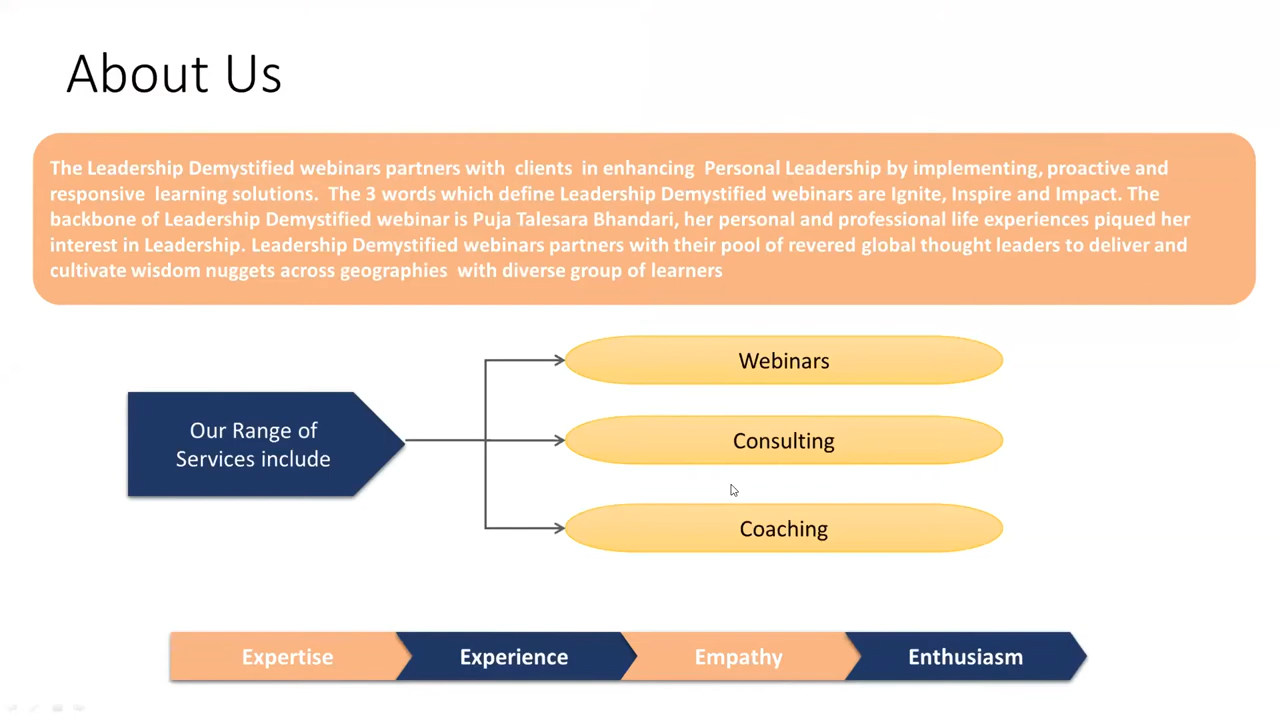 About Us
The Leadership Demystified webinars partners with clients in enhancing Personal Leadership by implementing, proactive and
responsive learning solutions. The 3 words which define Leadership Demystified webinars are Ignite, Inspire and Impact. The
backbone of Leadership Demystified webinar is Puja Talesara Bhandari, her personal and professional life experiences piqued her
interest in Leadership. Leadership Demystified webinars partners with their pool of revered global thought leaders to deliver and
cultivate wisdom nuggets across geographies with diverse group of learners
Our Range of
Services include
Webinars
Consulting
Coaching
Expertise
Experience
Empathy
Enthusiasm